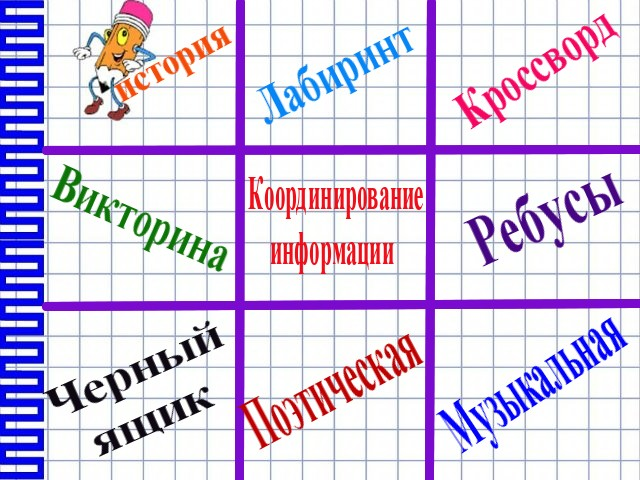 история
Лабиринт
Кроссворд
Викторина
Координирование
информации
Ребусы
Черный
ящик
Поэтическая
Музыкальная